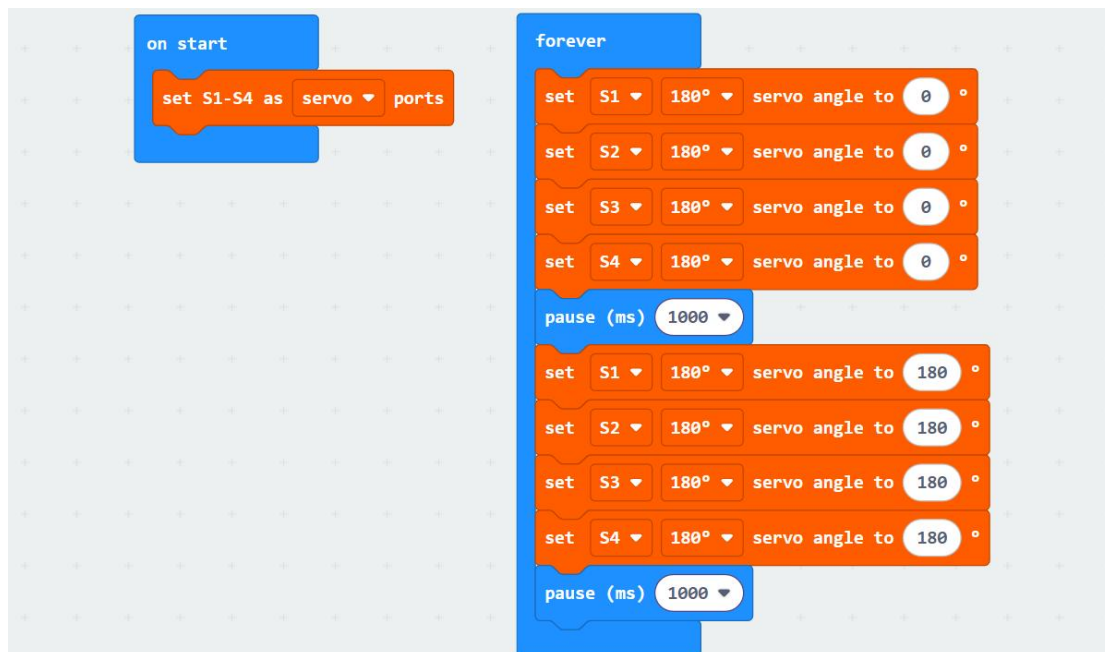 on start
set S1-S4 as servo ports
forever
set S1 180° servo angle to 0 °
set S2 180° servo angle to 0 °
set S3 180° servo angle to 0 °
set S4 180° servo angle to 0 °
pause (ms) 1000
set S1 180° servo angle to 180 °
set S2 180° servo angle to 180 °
set S3 180° servo angle to 180 °
set S4 180° servo angle to 180 °
pause (ms) 1000